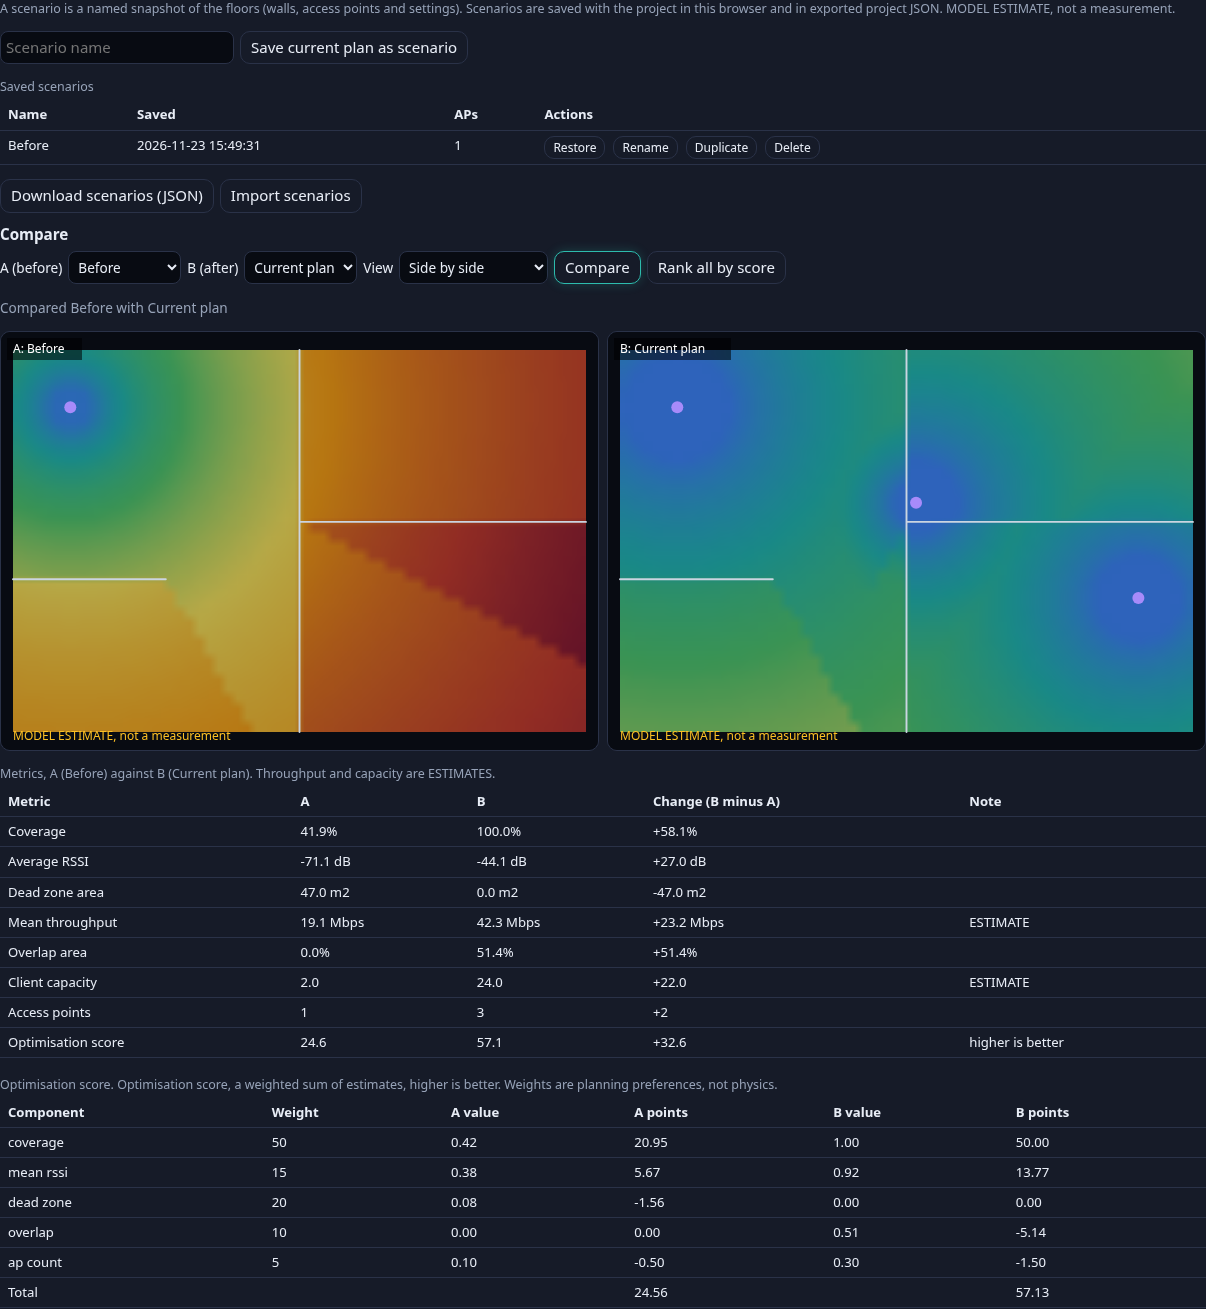 A scenario is a named snapshot of the floors (walls, access points and settings). Scenarios are saved with the project in this browser and in exported project JSON. MODEL ESTIMATE, not a measurement.
Scenario name Save current plan as scenario
Saved scenarios
Name Saved APs Actions
Before 2026-11-23 15:49:31 1 Restore Rename Duplicate Delete
Download scenarios (JSON) Import scenarios
Compare
A (before) Before B (after) Current plan View Side by side Compare Rank all by score
Compared Before with Current plan
A: Before B: Current plan
MODEL ESTIMATE, not a measurement MODEL ESTIMATE, not a measurement
Metrics, A (Before) against B (Current plan). Throughput and capacity are ESTIMATES.
Metric A B Change (B minus A) Note
Coverage 41.9% 100.0% +58.1%
Average RSSI -71.1 dB -44.1 dB +27.0 dB
Dead zone area 47.0 m2 0.0 m2 -47.0 m2
Mean throughput 19.1 Mbps 42.3 Mbps +23.2 Mbps ESTIMATE
Overlap area 0.0% 51.4% +51.4%
Client capacity 2.0 24.0 +22.0 ESTIMATE
Access points 1 3 +2
Optimisation score 24.6 57.1 +32.6 higher is better
Optimisation score. Optimisation score, a weighted sum of estimates, higher is better. Weights are planning preferences, not physics.
Component Weight A value A points B value B points
coverage 50 0.42 20.95 1.00 50.00
mean rssi 15 0.38 5.67 0.92 13.77
dead zone 20 0.08 -1.56 0.00 0.00
overlap 10 0.00 0.00 0.51 -5.14
ap count 5 0.10 -0.50 0.30 -1.50
Total 24.56 57.13